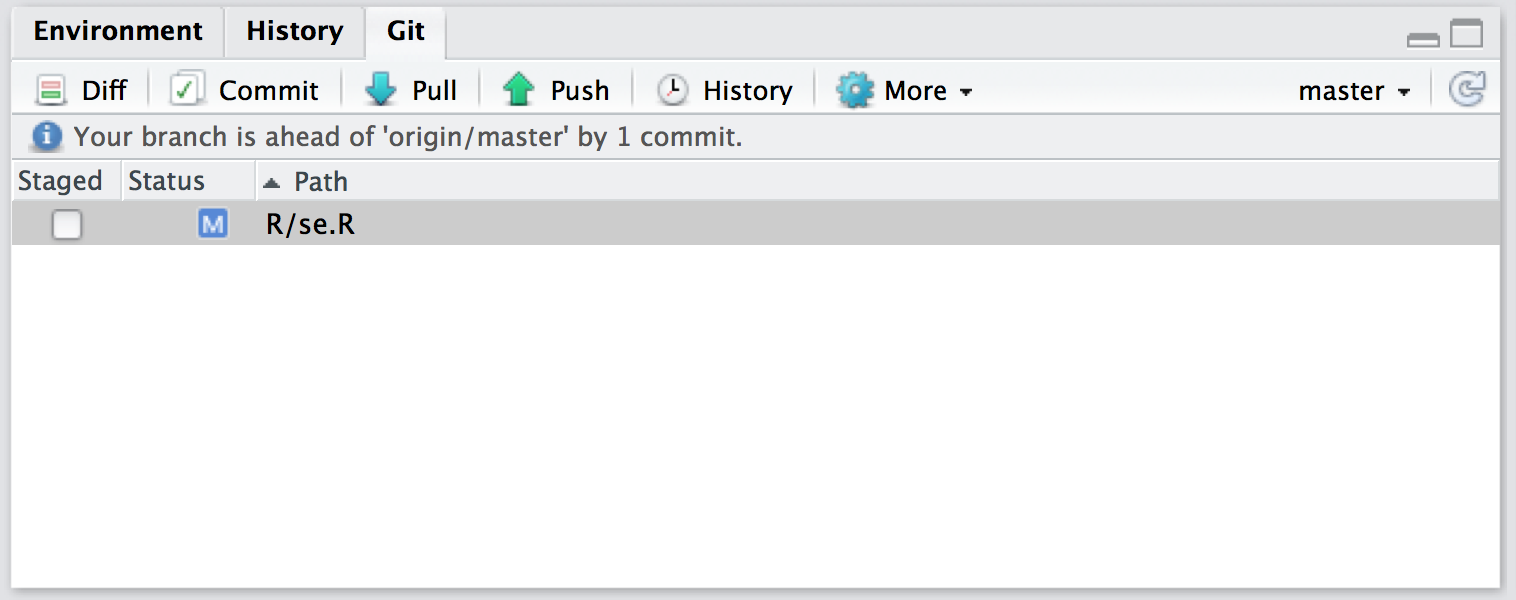 Environment History Git
Diff Commit Pull Push History More master
Your branch is ahead of 'origin/master' by 1 commit.
Staged Status Path
M R/se.R